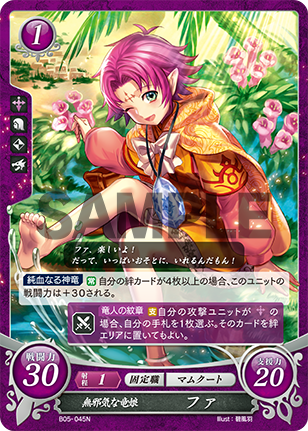 1
SAMPLE
ファ、楽しいよ！
だって、いっぱいおそとに、いれるんだもん！
純血なる神竜 常 自分の絆カードが4枚以上の場合、このユニットの
戦闘力は＋30される。
竜人の紋章 支 自分の攻撃ユニットが
の場合、自分の手札を1枚選ぶ。そのカードを絆
エリアに置いてもよい。
戦闘力 30
射程 1 固定職 マムクート
支援力 20
無邪気な竜娘 ファ
B05-045N
Illust：